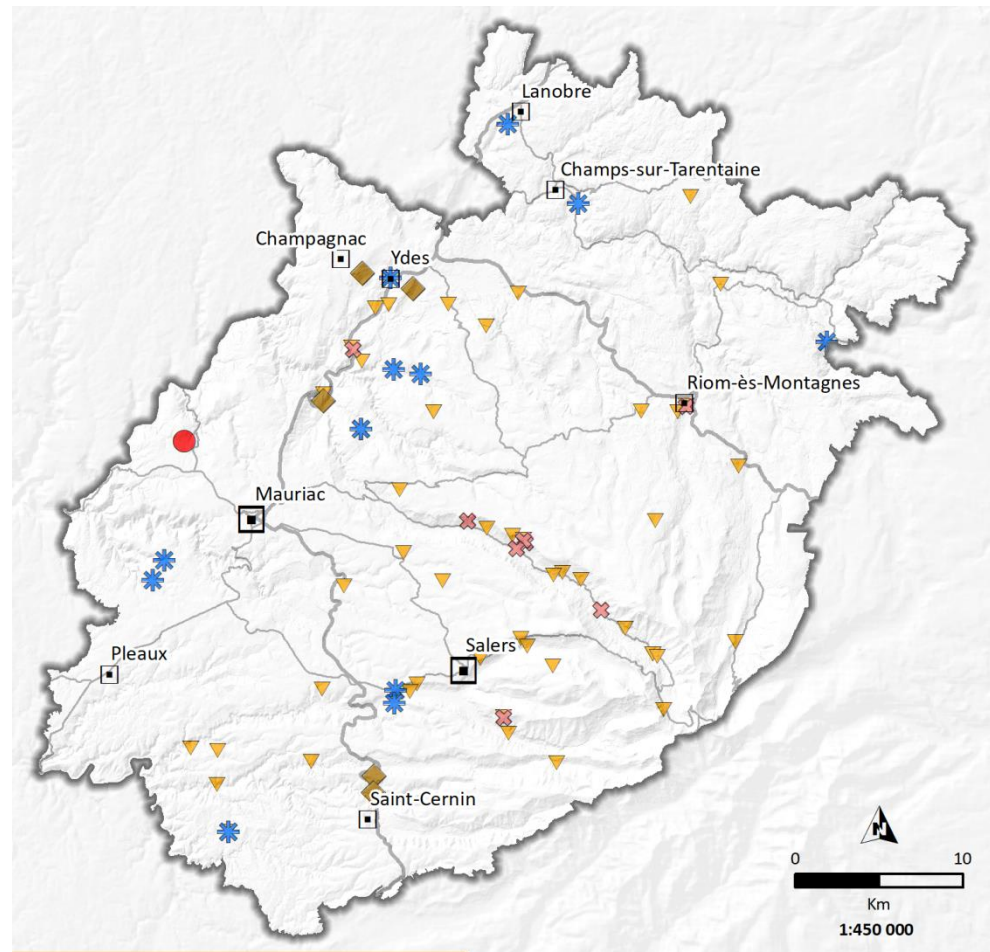 Lanobre
Champs-sur-Tarentaine
Champagnac
Ydes
Riom-ès-Montagnes
Mauriac
Salers
Pleaux
Saint-Cernin
N
0 10
Km
1:450 000